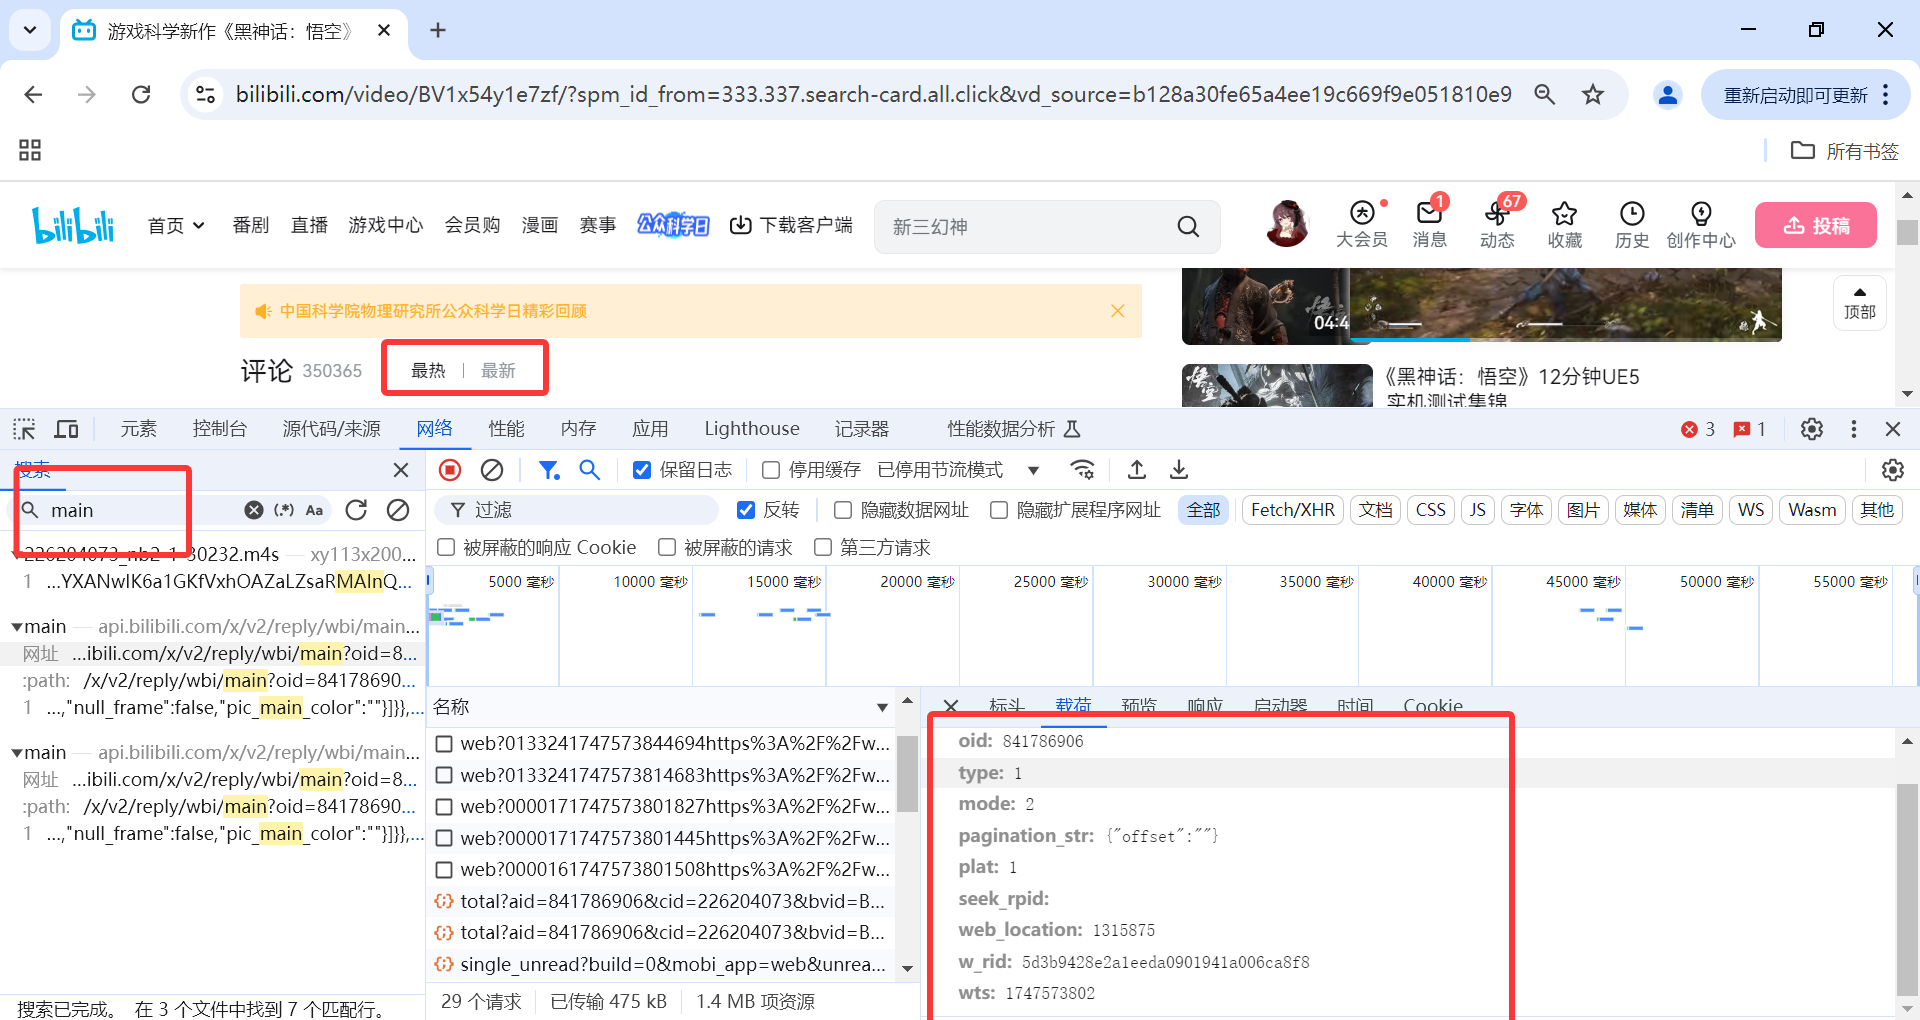 游戏科学新作《黑神话：悟空》
bilibili.com/video/BV1x54y1e7zf/?spm_id_from=333.337.search-card.all.click&vd_source=b128a30fe65a4ee19c669f9e051810e9
重新启动即可更新
所有书签
bilibili 首页 番剧 直播 游戏中心 会员购 漫画 赛事 公众科学日 下载客户端
新三幻神
大会员 消息 1 动态 67 收藏 历史 创作中心 投稿
中国科学院物理研究所公众科学日精彩回顾
04:4
顶部
评论 350365 最热 | 最新
《黑神话：悟空》12分钟UE5
实机测试集锦
元素 控制台 源代码/来源 网络 性能 内存 应用 Lighthouse 记录器 性能数据分析 3 1
搜索
保留日志 停用缓存 已停用节流模式
main (.*) Aa
过滤 反转 隐藏数据网址 隐藏扩展程序网址 全部 Fetch/XHR 文档 CSS JS 字体 图片 媒体 清单 WS Wasm 其他
被屏蔽的响应 Cookie 被屏蔽的请求 第三方请求
226204073_nb2-1-30232.m4s — xy113x200...
1 ...YXANwIK6a1GKfVxhOAZaLZsaRMAInQ...
main — api.bilibili.com/x/v2/reply/wbi/main...
网址 ...ibili.com/x/v2/reply/wbi/main?oid=8...
:path: /x/v2/reply/wbi/main?oid=84178690...
1 ...,"null_frame":false,"pic_main_color":""}]}},...
main — api.bilibili.com/x/v2/reply/wbi/main...
网址 ...ibili.com/x/v2/reply/wbi/main?oid=8...
:path: /x/v2/reply/wbi/main?oid=84178690...
1 ...,"null_frame":false,"pic_main_color":""}]}},...
搜索已完成。 在 3 个文件中找到 7 个匹配行。
5000 毫秒 10000 毫秒 15000 毫秒 20000 毫秒 25000 毫秒 30000 毫秒 35000 毫秒 40000 毫秒 45000 毫秒 50000 毫秒 55000 毫秒
名称
web?0133241747573844694https%3A%2F%2Fw...
web?0133241747573814683https%3A%2F%2Fw...
web?0000171747573801827https%3A%2F%2Fw...
web?0000171747573801445https%3A%2F%2Fw...
web?0000161747573801508https%3A%2F%2Fw...
total?aid=841786906&cid=226204073&bvid=B...
total?aid=841786906&cid=226204073&bvid=B...
single_unread?build=0&mobi_app=web&unrea...
29 个请求 已传输 475 kB 1.4 MB 项资源
标头 载荷 预览 响应 启动器 时间 Cookie
oid: 841786906
type: 1
mode: 2
pagination_str: {"offset":""}
plat: 1
seek_rpid:
web_location: 1315875
w_rid: 5d3b9428e2a1eeda0901941a006ca8f8
wts: 1747573802